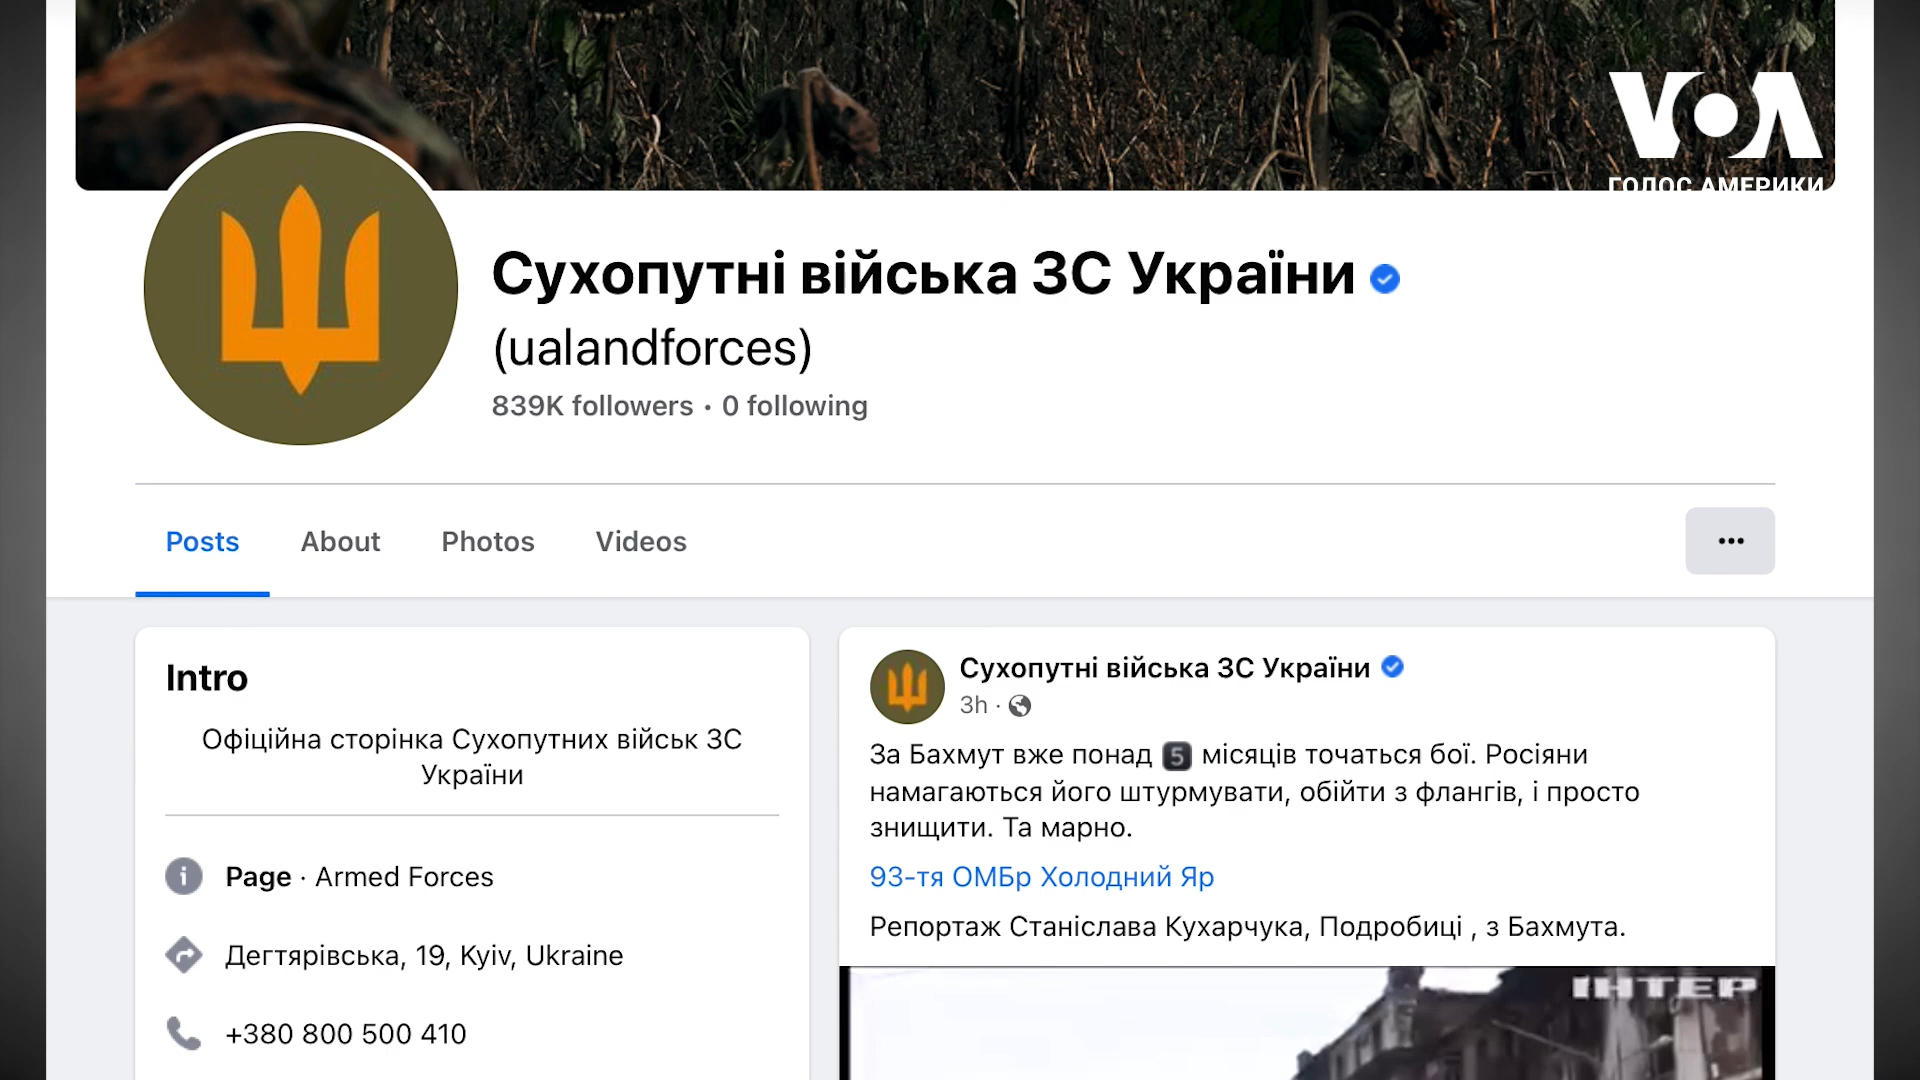 VOA
ГОЛОС АМЕРИКИ
Сухопутні війська ЗС України
(ualandforces)
839K followers • 0 following
Posts
About
Photos
Videos
Intro
Офіційна сторінка Сухопутних військ ЗС
України
Page · Armed Forces
Дегтярівська, 19, Kyiv, Ukraine
+380 800 500 410
Сухопутні війська ЗС України
3h ·
За Бахмут вже понад 5 місяців точаться бої. Росіяни
намагаються його штурмувати, обійти з флангів, і просто
знищити. Та марно.
93-тя ОМБр Холодний Яр
Репортаж Станіслава Кухарчука, Подробиці , з Бахмута.
ІНТЕР